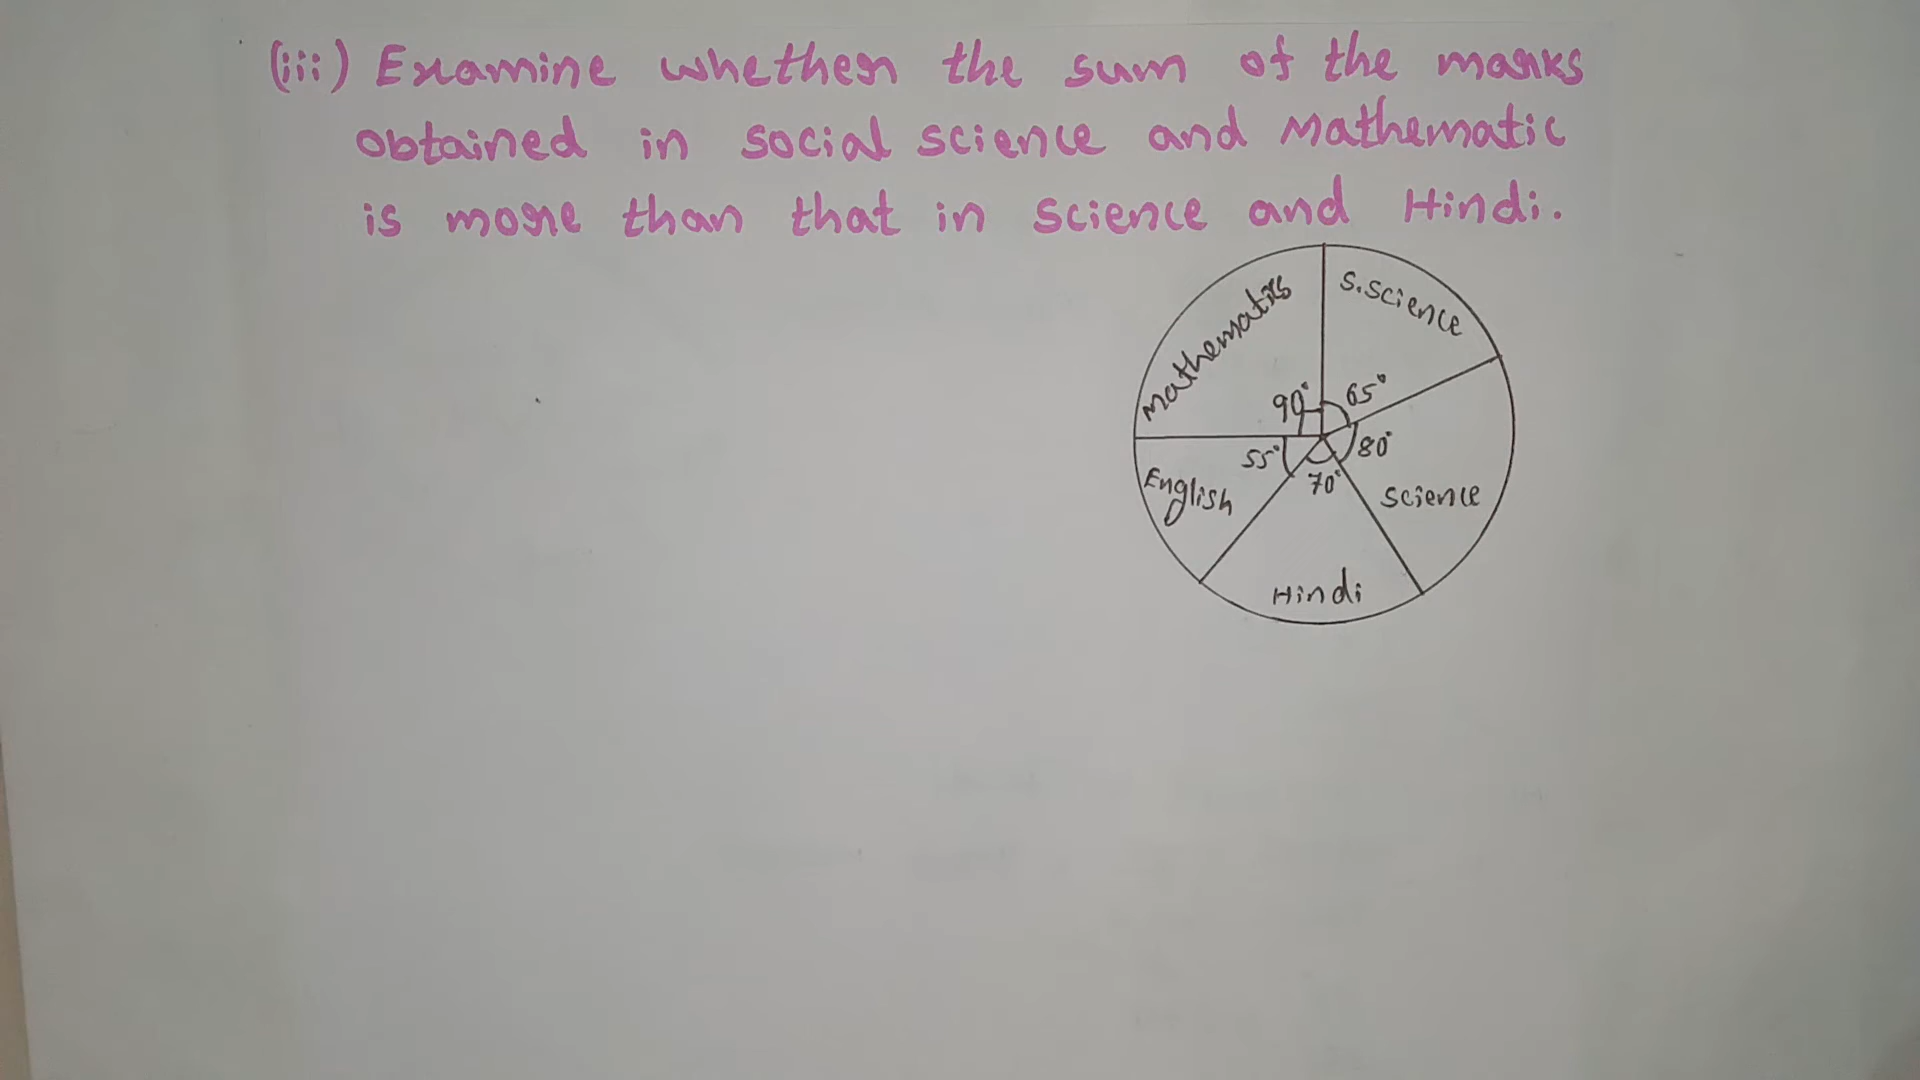 (iii) Examine whether the sum of the marks
obtained in social science and Mathematic
is more than that in science and Hindi.
Mathematics
S.Science
90°
65°
55°
80°
70°
English
Science
Hindi